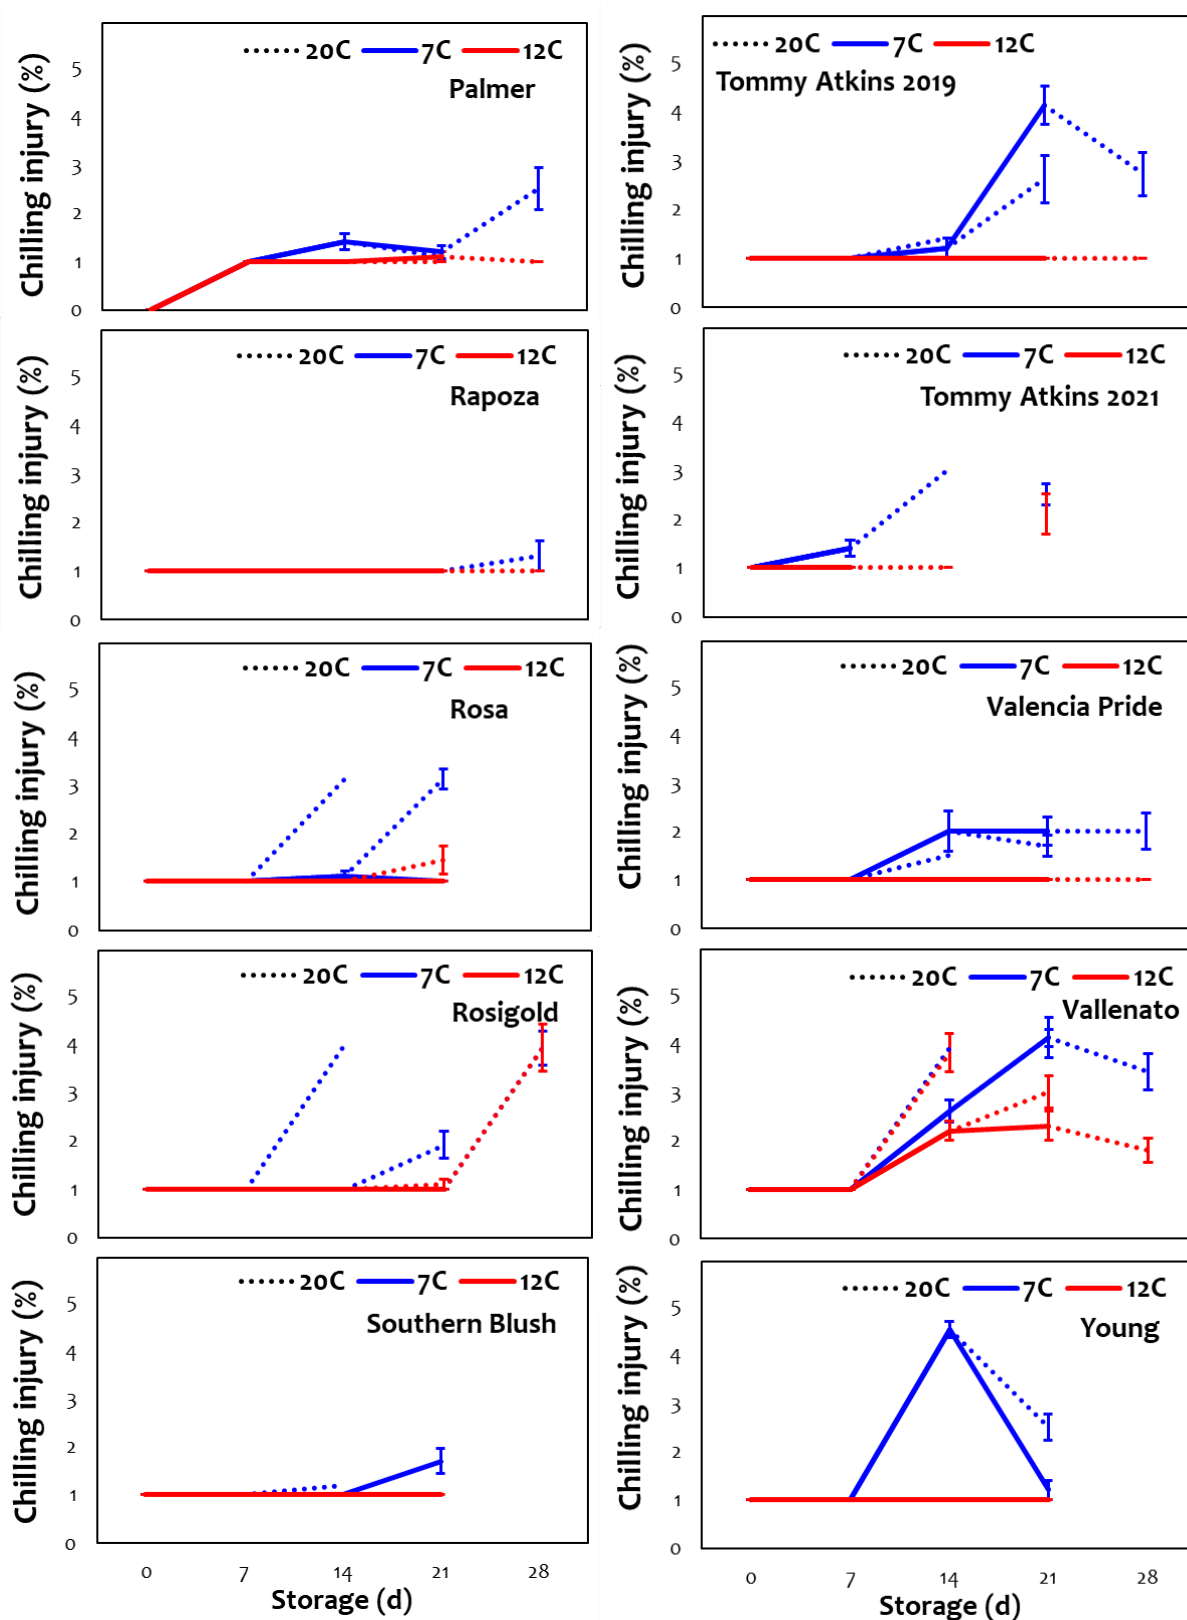 20C 7C 12C
Palmer
Chilling injury (%)
5
4
3
2
1
0
20C 7C 12C
Tommy Atkins 2019
Chilling injury (%)
5
4
3
2
1
0
20C 7C 12C
Rapoza
Chilling injury (%)
5
4
3
2
1
0
20C 7C 12C
Tommy Atkins 2021
Chilling injury (%)
5
4
3
2
1
0
20C 7C 12C
Rosa
Chilling injury (%)
5
4
3
2
1
0
20C 7C 12C
Valencia Pride
Chilling injury (%)
5
4
3
2
1
0
20C 7C 12C
Rosigold
Chilling injury (%)
5
4
3
2
1
0
20C 7C 12C
Vallenato
Chilling injury (%)
5
4
3
2
1
0
20C 7C 12C
Southern Blush
Chilling injury (%)
5
4
3
2
1
0
0 7 14 21 28
Storage (d)
20C 7C 12C
Young
Chilling injury (%)
5
4
3
2
1
0
0 7 14 21 28
Storage (d)